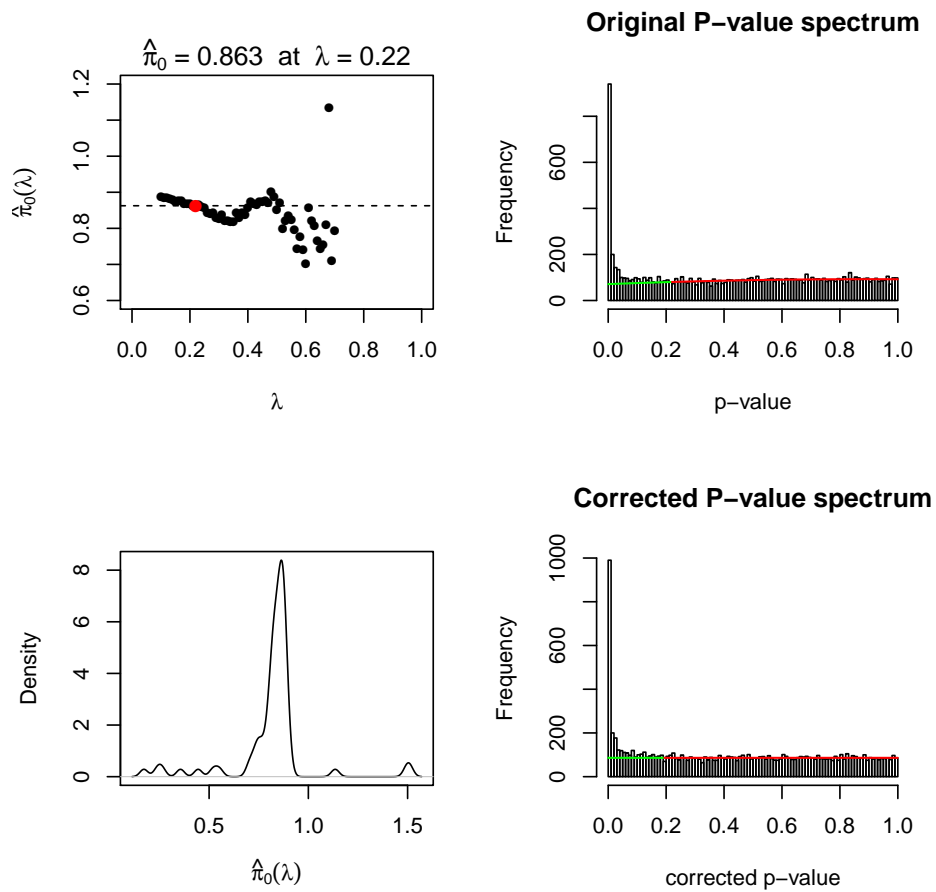 π̂₀ = 0.863 at λ = 0.22
π̂₀(λ)
1.2
1.0
0.8
0.6
0.0 0.2 0.4 0.6 0.8 1.0
λ
Original P−value spectrum
Frequency
600
200
0
0.0 0.2 0.4 0.6 0.8 1.0
p−value
Density
8
6
4
2
0
0.5 1.0 1.5
π̂₀(λ)
Corrected P−value spectrum
Frequency
1000
600
200
0
0.0 0.2 0.4 0.6 0.8 1.0
corrected p−value